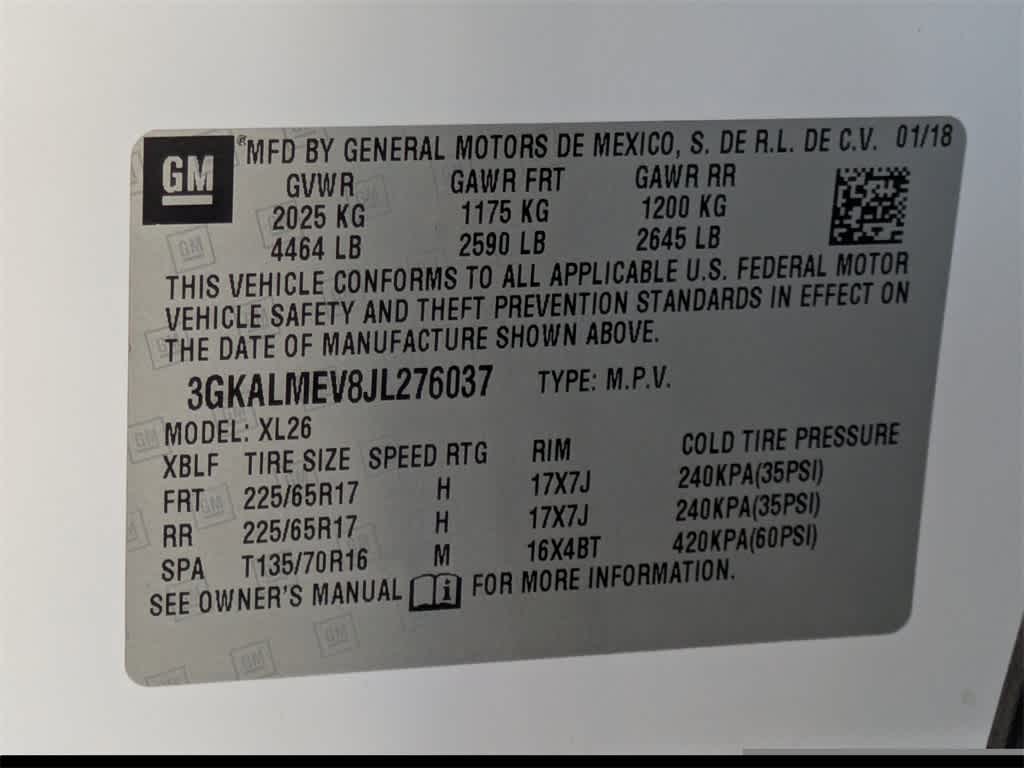 GM ®MFD BY GENERAL MOTORS DE MEXICO, S. DE R.L. DE C.V. 01/18
GVWR GAWR FRT GAWR RR
2025 KG 1175 KG 1200 KG
4464 LB 2590 LB 2645 LB
THIS VEHICLE CONFORMS TO ALL APPLICABLE U.S. FEDERAL MOTOR
VEHICLE SAFETY AND THEFT PREVENTION STANDARDS IN EFFECT ON
THE DATE OF MANUFACTURE SHOWN ABOVE.
3GKALMEV8JL276037 TYPE: M.P.V.
MODEL: XL26
XBLF TIRE SIZE SPEED RTG RIM COLD TIRE PRESSURE
FRT 225/65R17 H 17X7J 240KPA(35PSI)
RR 225/65R17 H 17X7J 240KPA(35PSI)
SPA T135/70R16 M 16X4BT 420KPA(60PSI)
SEE OWNER'S MANUAL i FOR MORE INFORMATION.